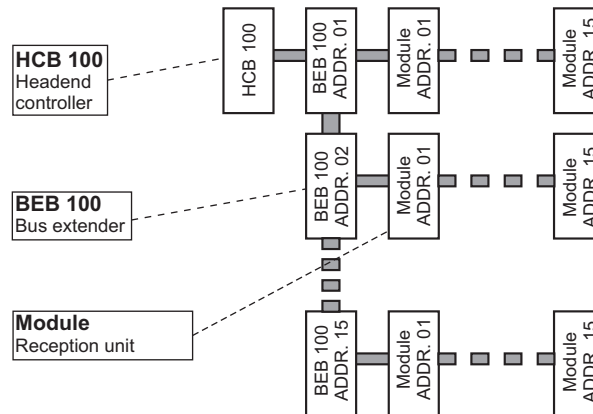 HCB 100
Headend
controller
HCB 100
BEB 100
ADDR. 01
Module
ADDR. 01
Module
ADDR. 15
BEB 100
Bus extender
BEB 100
ADDR. 02
Module
ADDR. 01
Module
ADDR. 15
Module
Reception unit
BEB 100
ADDR. 15
Module
ADDR. 01
Module
ADDR. 15